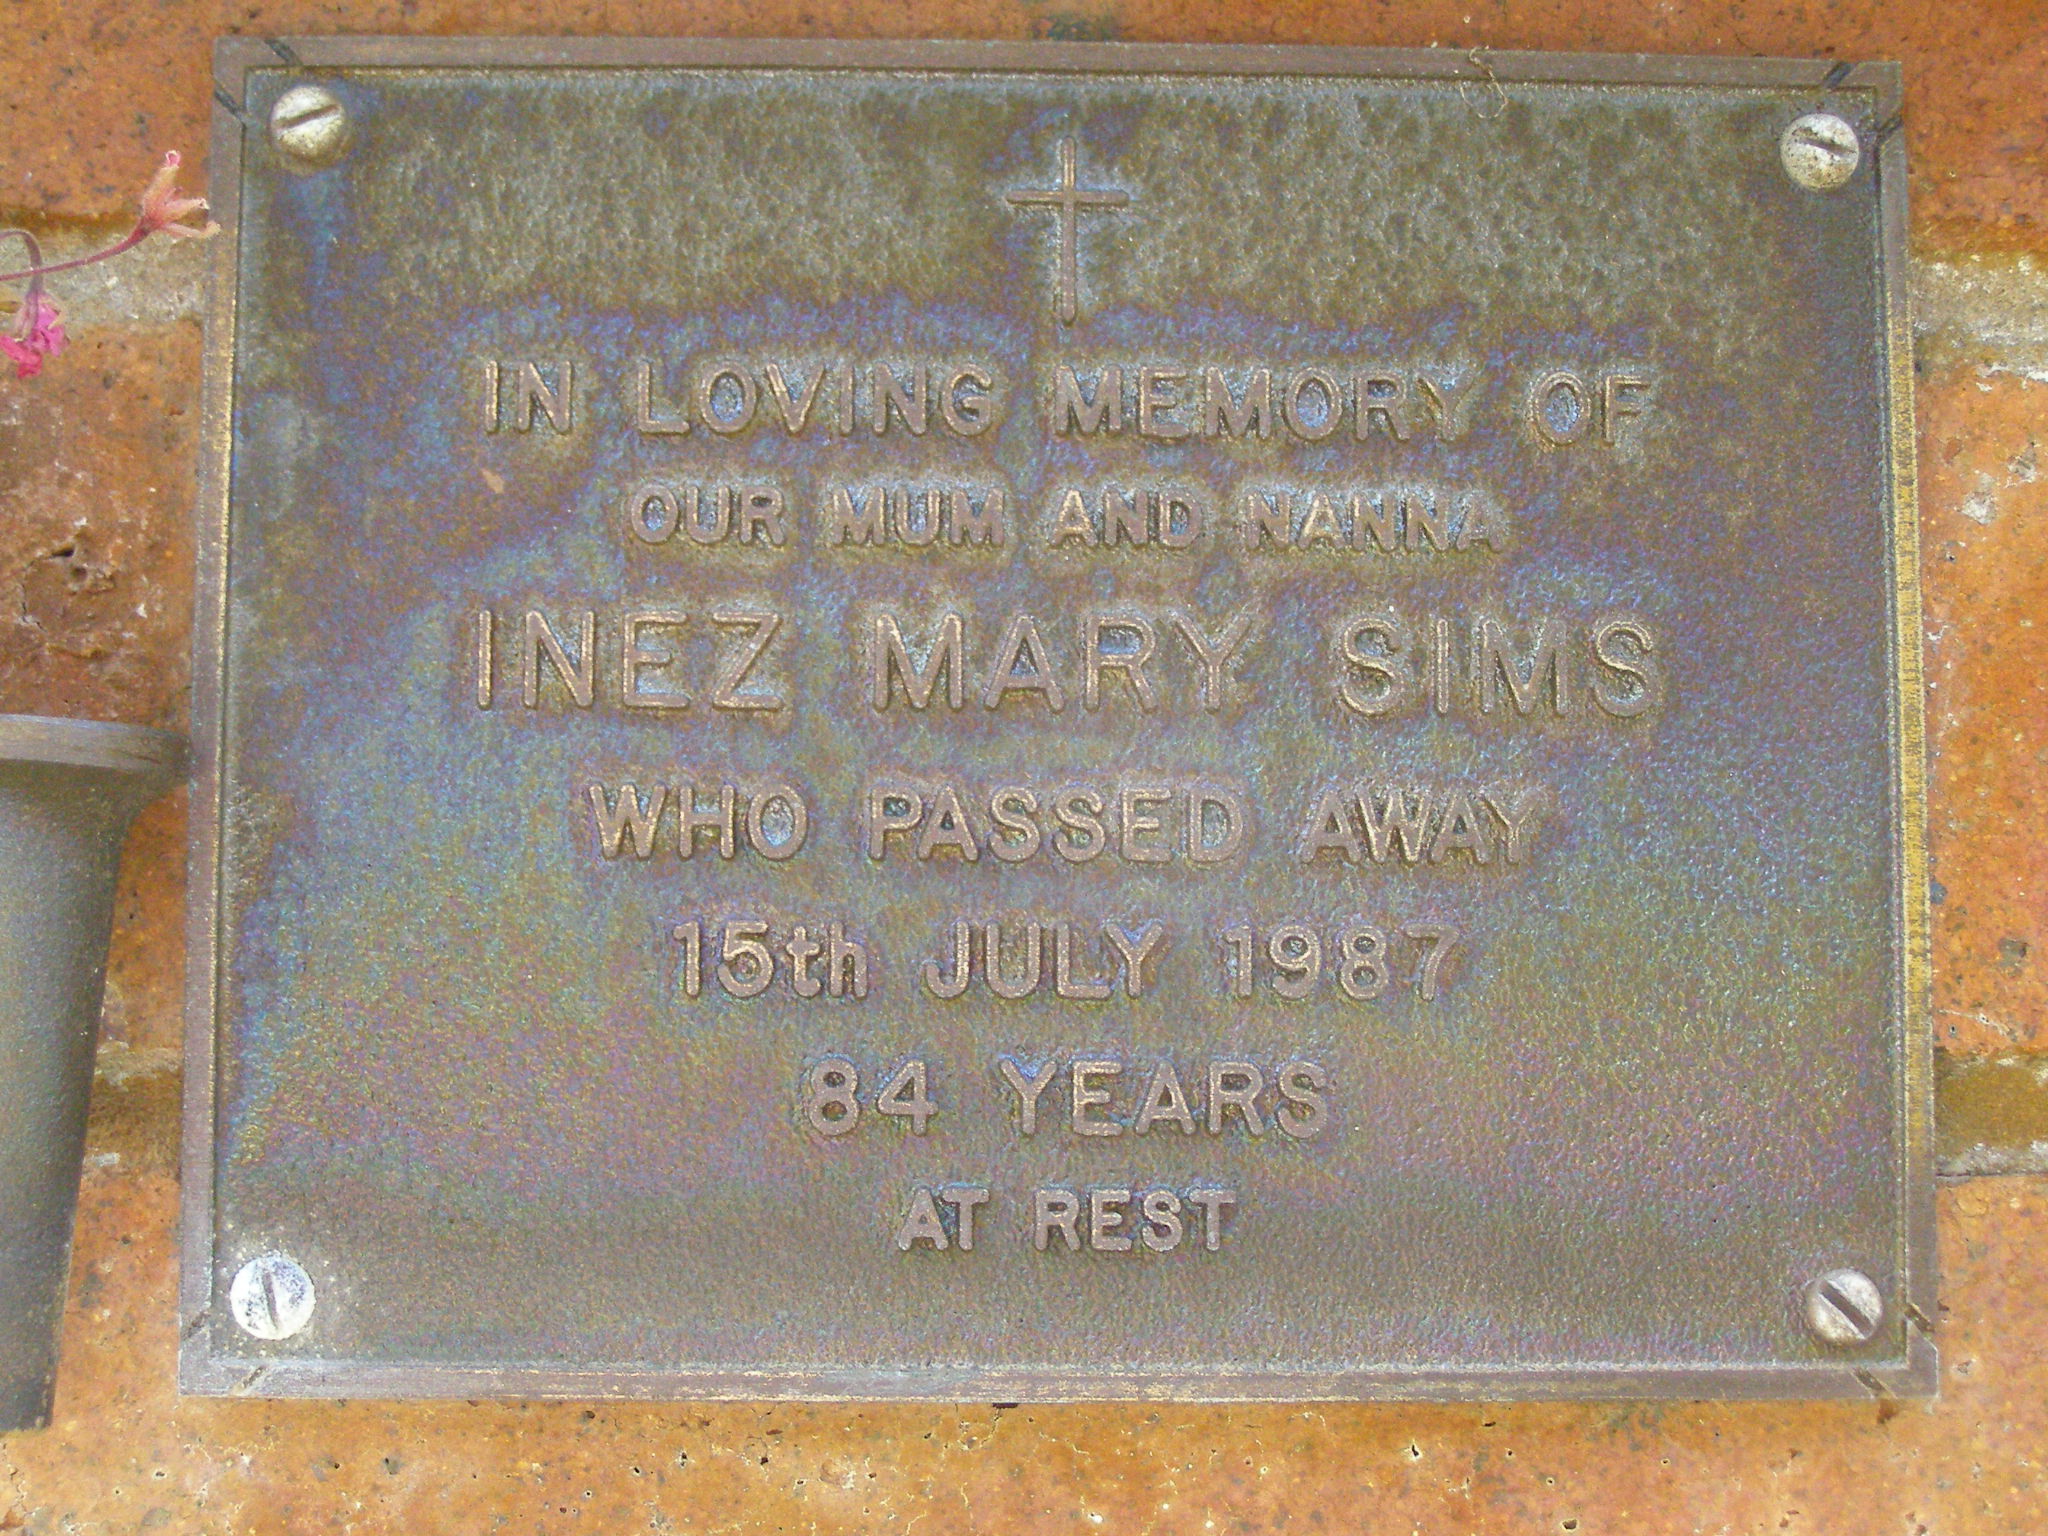 IN LOVING MEMORY OF
OUR MUM AND NANNA
INEZ MARY SIMS
WHO PASSED AWAY
15th JULY 1987
84 YEARS
AT REST